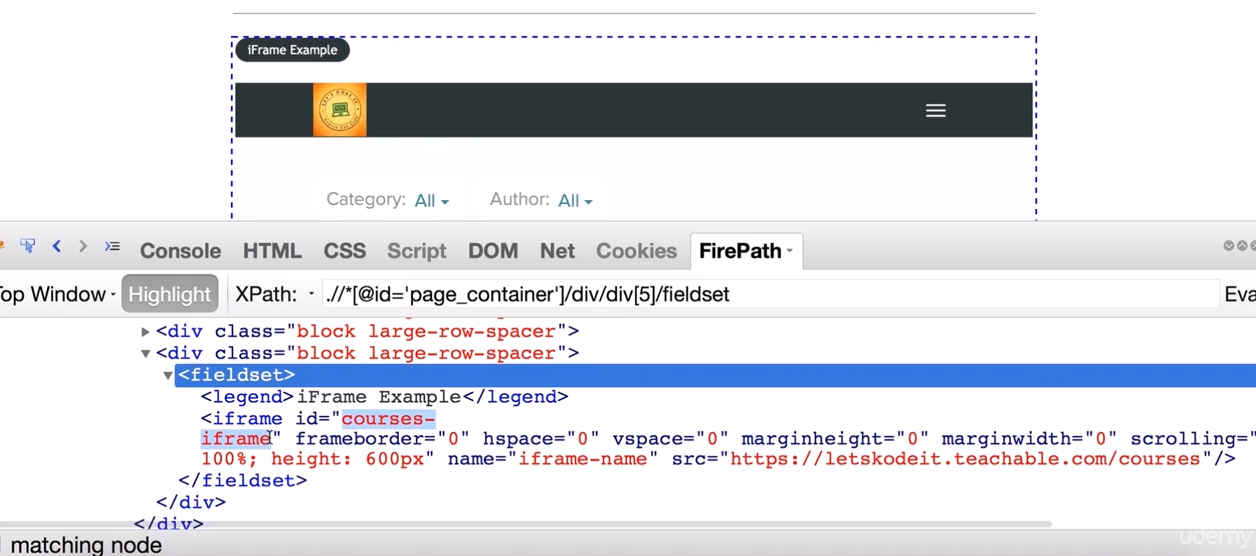 iFrame Example
Category: All Author: All
Console HTML CSS Script DOM Net Cookies FirePath
Top Window Highlight XPath: .//*[@id='page_container']/div/div[5]/fieldset Eva
<div class="block large-row-spacer">
<div class="block large-row-spacer">
<fieldset>
<legend>iFrame Example</legend>
<iframe id="courses-
iframe" frameborder="0" hspace="0" vspace="0" marginheight="0" marginwidth="0" scrolling="
100%; height: 600px" name="iframe-name" src="https://letskodeit.teachable.com/courses"/>
</fieldset>
</div>
</div>
matching node
udemy